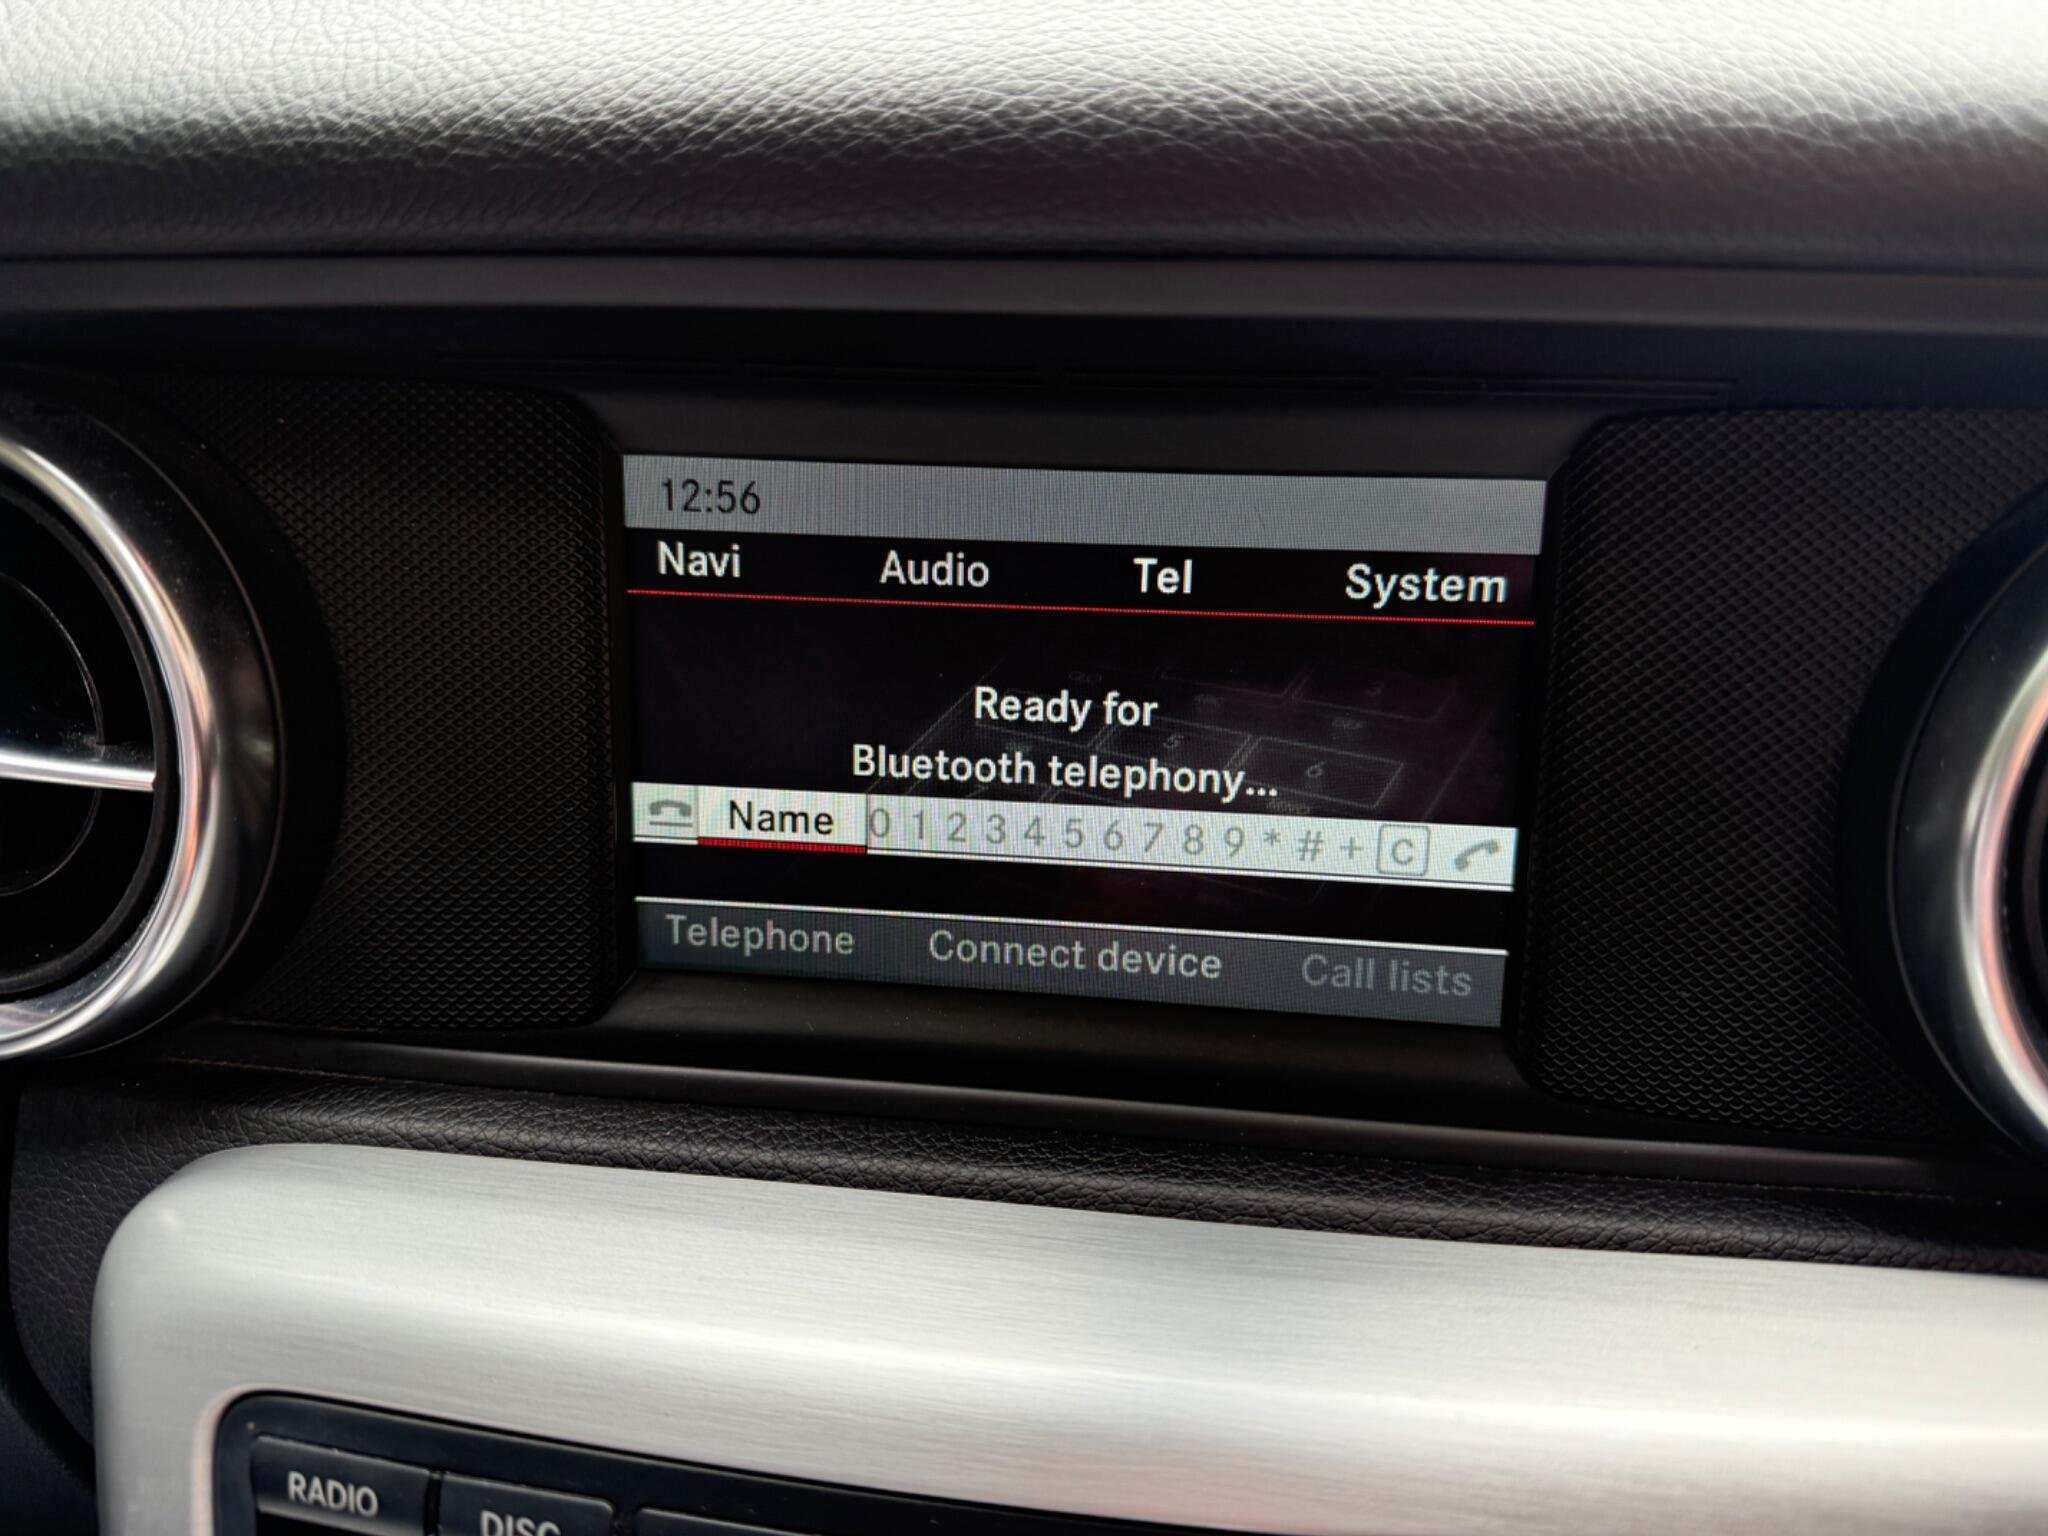 12:56
Navi Audio Tel System
Ready for
Bluetooth telephony...
Name 0 1 2 3 4 5 6 7 8 9 * # + C
Telephone Connect device Call lists
RADIO
DISC